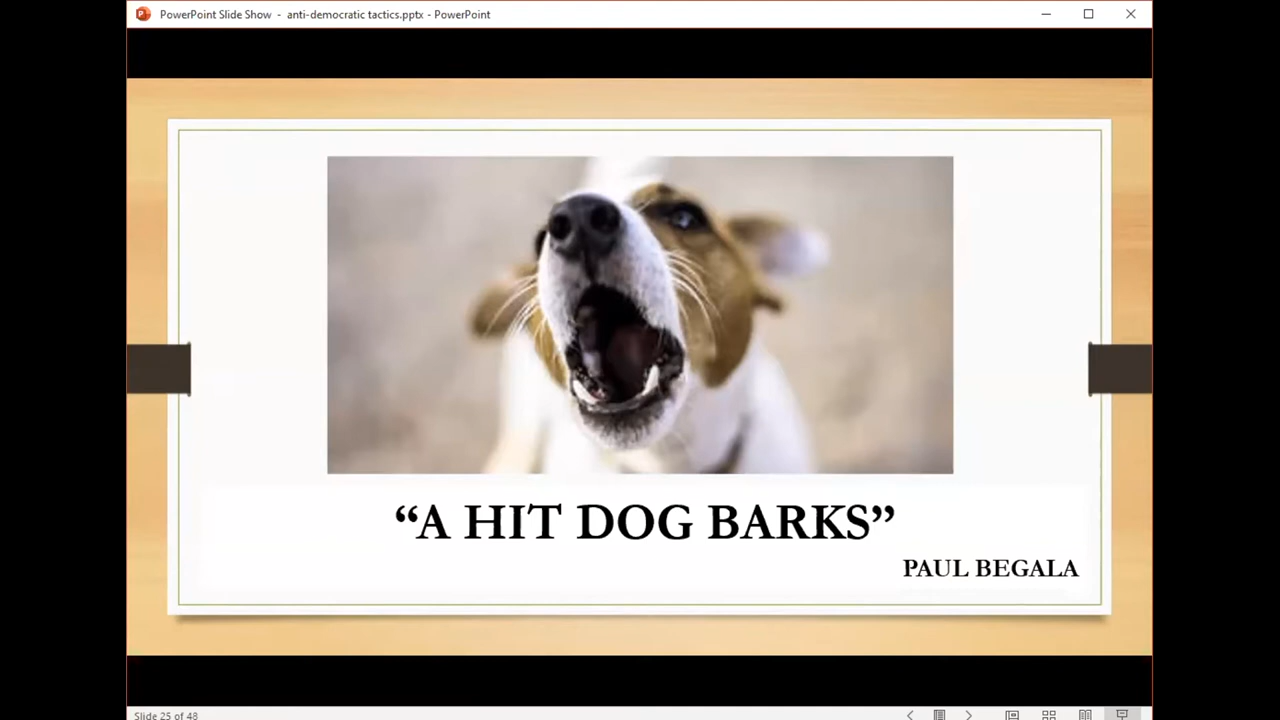 PowerPoint Slide Show - anti-democratic tactics.pptx - PowerPoint
“A HIT DOG BARKS”
PAUL BEGALA
Slide 25 of 48